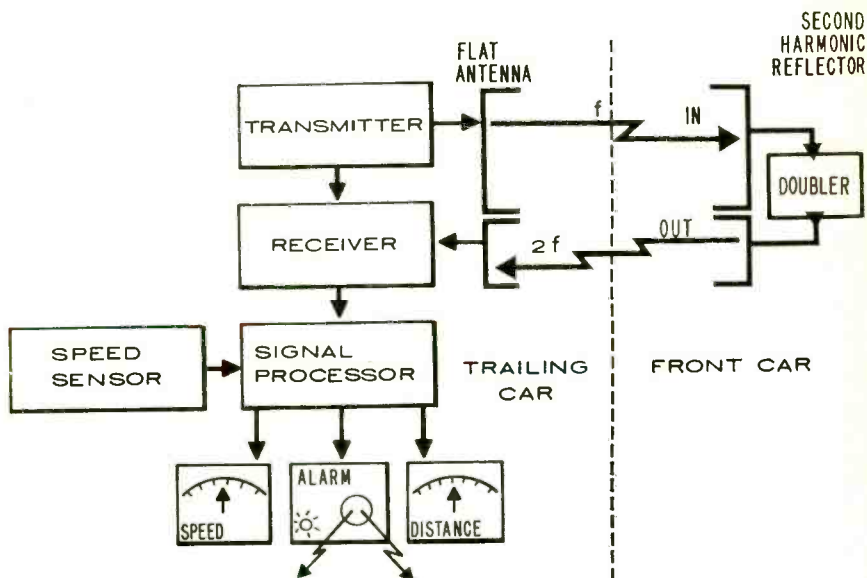 SECOND
HARMONIC
REFLECTOR
FLAT
ANTENNA
TRANSMITTER
f
IN
DOUBLER
RECEIVER
2f
OUT
SPEED
SENSOR
SIGNAL
PROCESSOR
TRAILING
CAR
FRONT CAR
SPEED
ALARM
DISTANCE